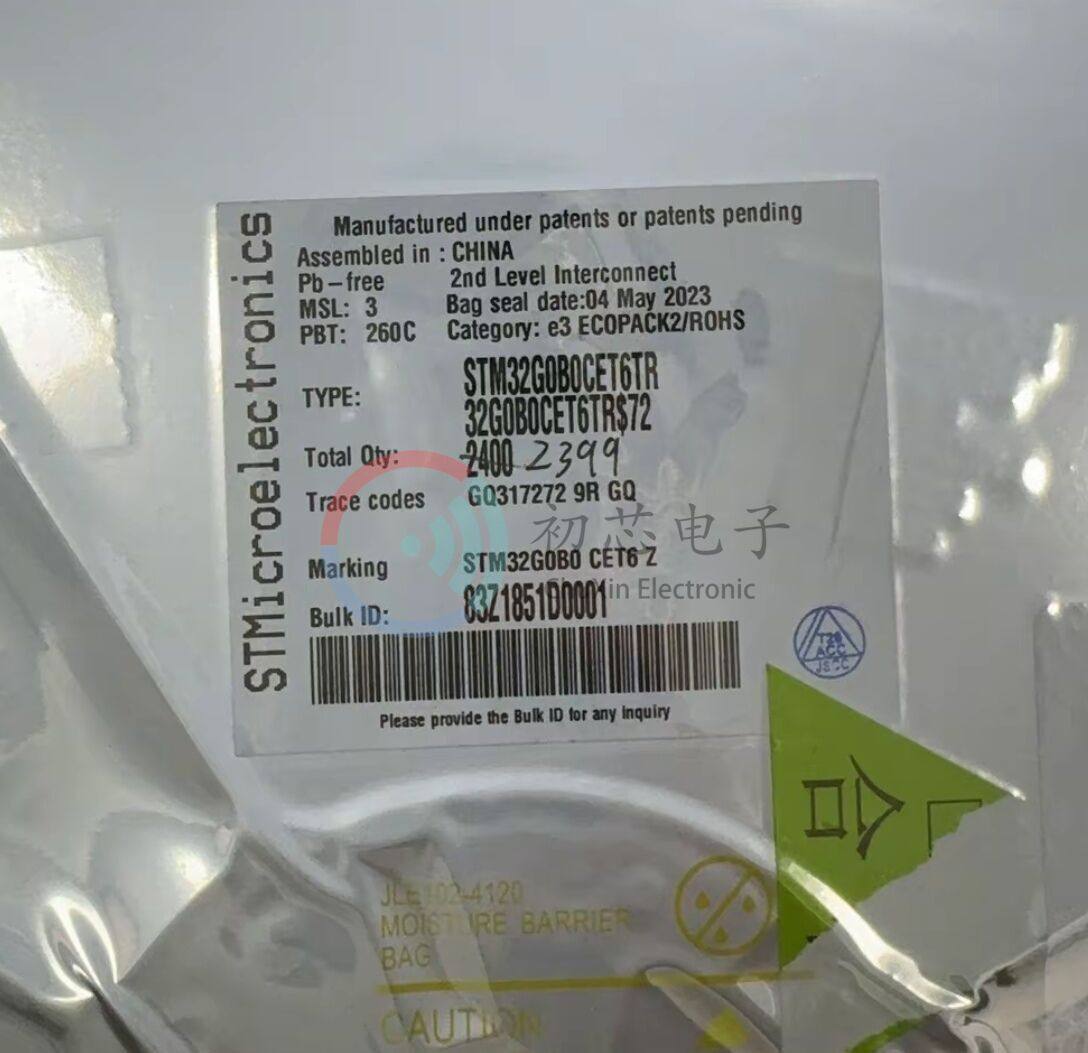 STMicroelectronics
Manufactured under patents or patents pending
Assembled in : CHINA
Pb-free 2nd Level Interconnect
MSL: 3 Bag seal date:04 May 2023
PBT: 260C Category: e3 ECOPACK2/ROHS
TYPE: STM32G0B0CET6TR
32G0B0CET6TR$72
Total Qty: 2400 2399
Trace codes GQ317272 9R GQ
初芯电子
Marking STM32G0B0 CET6 Z
in Electronic
Bulk ID: 83Z1851D0001
ACC
JSCC
Please provide the Bulk ID for any inquiry
JLE102-4120
MOISTURE BARRIER
BAG
CAUTION